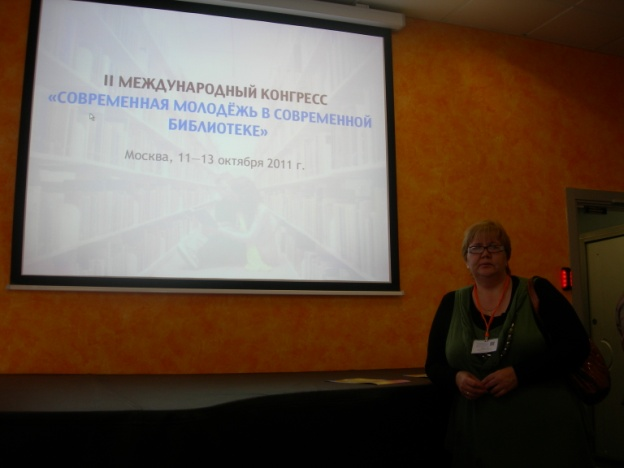 II МЕЖДУНАРОДНЫЙ КОНГРЕСС
«СОВРЕМЕННАЯ МОЛОДЁЖЬ В СОВРЕМЕННОЙ
БИБЛИОТЕКЕ»
Москва, 11—13 октября 2011 г.